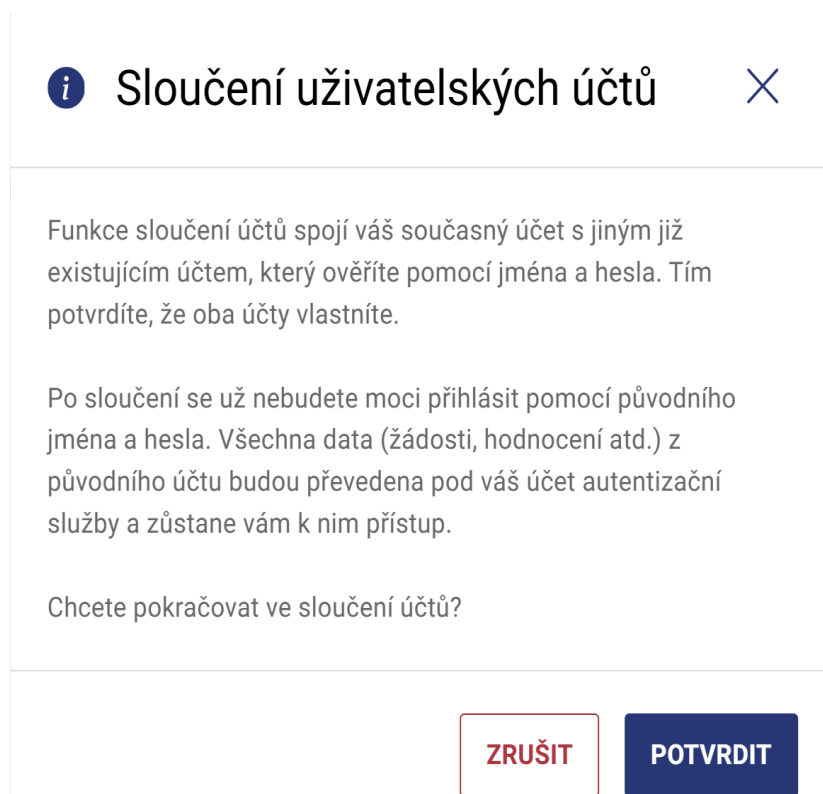 i Sloučení uživatelských účtů
Funkce sloučení účtů spojí váš současný účet s jiným již
existujícím účtem, který ověříte pomocí jména a hesla. Tím
potvrdíte, že oba účty vlastníte.
Po sloučení se už nebudete moci přihlásit pomocí původního
jména a hesla. Všechna data (žádosti, hodnocení atd.) z
původního účtu budou převedena pod váš účet autentizační
služby a zůstane vám k nim přístup.
Chcete pokračovat ve sloučení účtů?
ZRUŠIT POTVRDIT